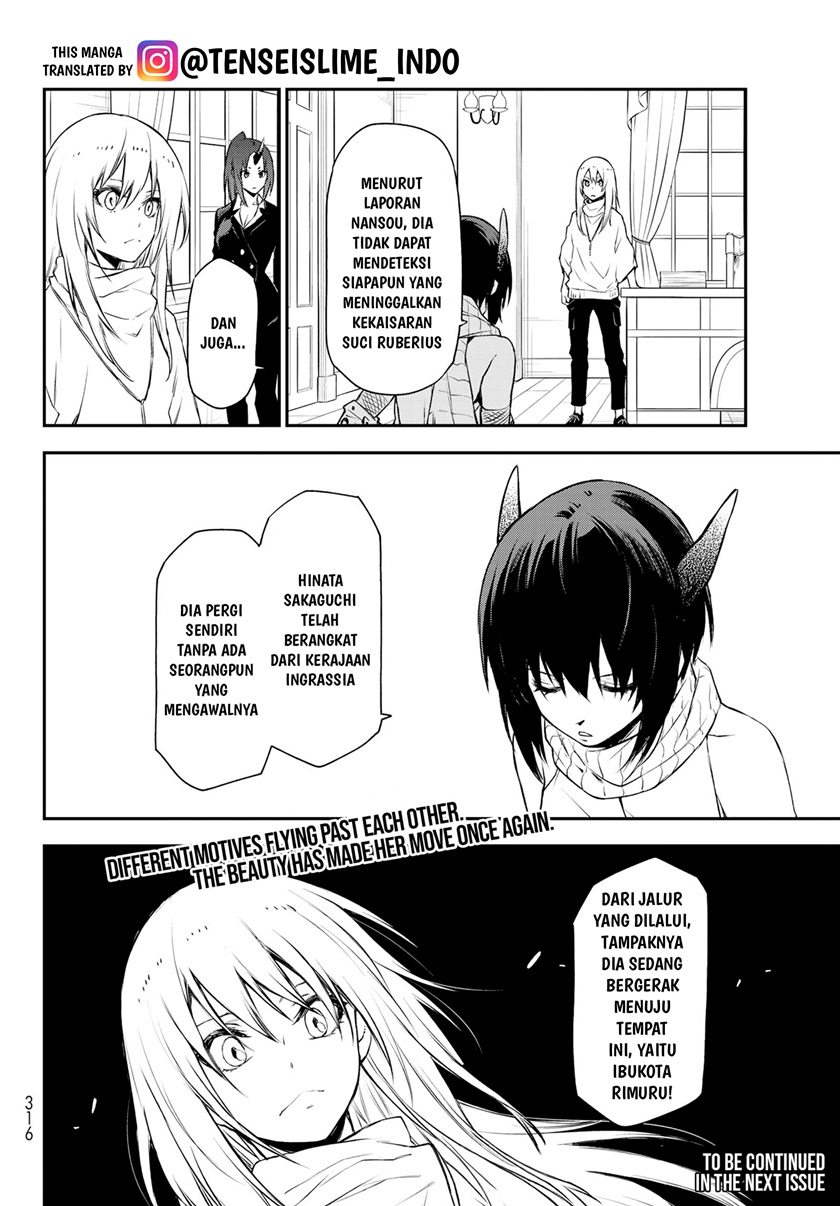 THIS MANGA
TRANSLATED BY @TENSEISLIME_INDO
MENURUT
LAPORAN
NANSOU, DIA
TIDAK DAPAT
MENDETEKSI
SIAPAPUN YANG
MENINGGALKAN
KEKAISARAN
SUCI RUBERIUS
DAN
JUGA...
HINATA
SAKAGUCHI
TELAH
BERANGKAT
DARI KERAJAAN
INGRASSIA
DIA PERGI
SENDIRI
TANPA ADA
SEORANGPUN
YANG
MENGAWALNYA
DIFFERENT MOTIVES FLYING PAST EACH OTHER.
THE BEAUTY HAS MADE HER MOVE ONCE AGAIN.
DARI JALUR
YANG DILALUI,
TAMPAKNYA
DIA SEDANG
BERGERAK
MENUJU
TEMPAT
INI, YAITU
IBUKOTA
RIMURU!
316
TO BE CONTINUED
IN THE NEXT ISSUE